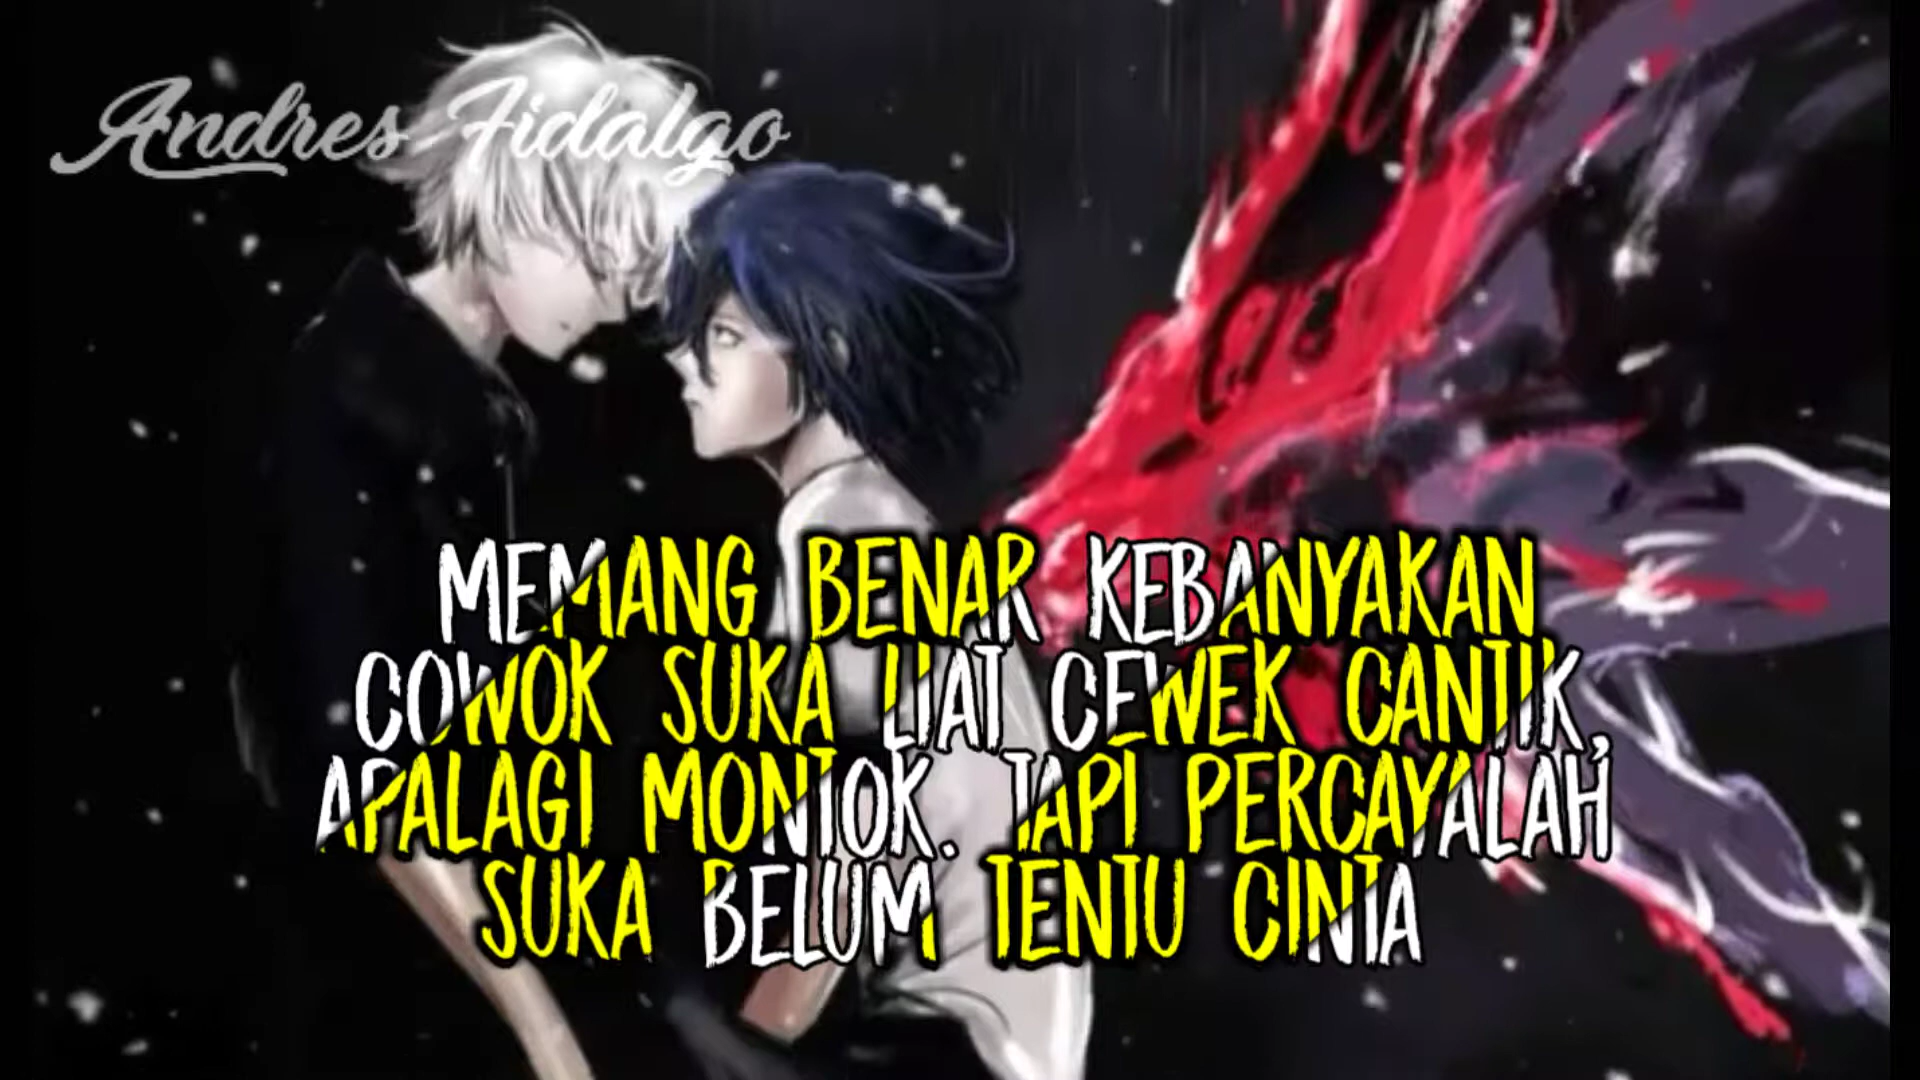 Andres Fidalgo
MEMANG BENAR KEBANYAKAN
COWOK SUKA LIAT CEWEK CANTIK,
APALAGI MONTOK. TAPI PERCAYALAH
SUKA BELUM TENTU CINTA